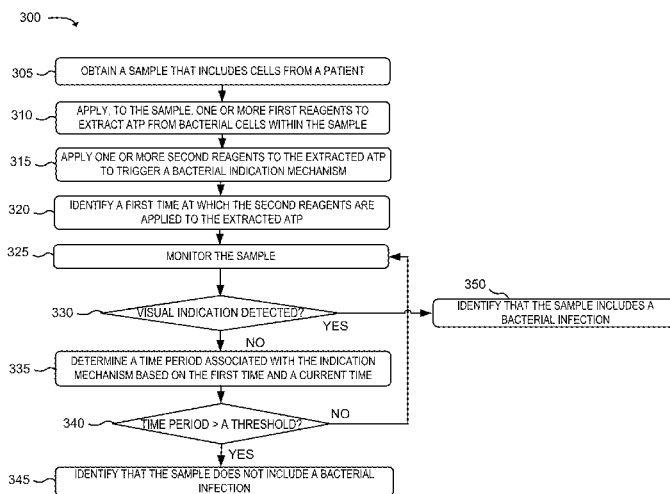 300
305
OBTAIN A SAMPLE THAT INCLUDES CELLS FROM A PATIENT
310
APPLY, TO THE SAMPLE, ONE OR MORE FIRST REAGENTS TO
EXTRACT ATP FROM BACTERIAL CELLS WITHIN THE SAMPLE
315
APPLY ONE OR MORE SECOND REAGENTS TO THE EXTRACTED ATP
TO TRIGGER A BACTERIAL INDICATION MECHANISM
320
IDENTIFY A FIRST TIME AT WHICH THE SECOND REAGENTS ARE
APPLIED TO THE EXTRACTED ATP
325
MONITOR THE SAMPLE
330
VISUAL INDICATION DETECTED?
YES
350
IDENTIFY THAT THE SAMPLE INCLUDES A
BACTERIAL INFECTION
NO
335
DETERMINE A TIME PERIOD ASSOCIATED WITH THE INDICATION
MECHANISM BASED ON THE FIRST TIME AND A CURRENT TIME
340
TIME PERIOD > A THRESHOLD?
NO
YES
345
IDENTIFY THAT THE SAMPLE DOES NOT INCLUDE A BACTERIAL
INFECTION